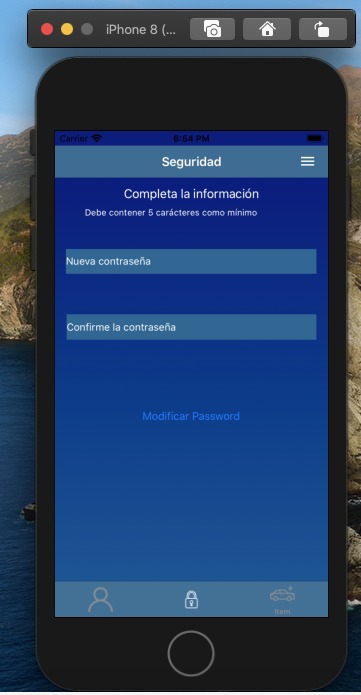 iPhone 8 (...
Carrier 6:54 PM
Seguridad
Completa la información
Debe contener 5 carácteres como mínimo
Nueva contraseña
Confirme la contraseña
Modificar Password
Item